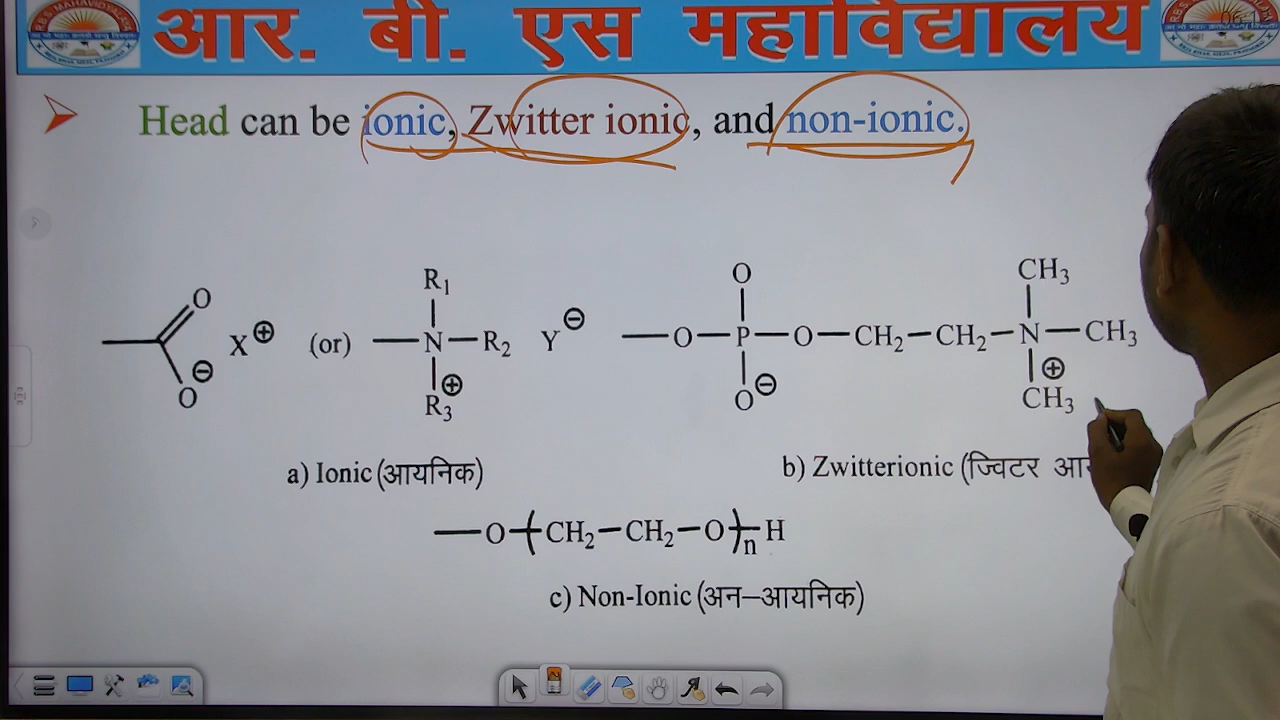 आर. बी. एस महाविद्यालय
Head can be ionic, Zwitter ionic, and non-ionic.
O
O⊖
X⊕
(or)
R₁
—N—R₂
⊕
R₃
Y⊖
O
—O—P—O—CH₂—CH₂—N—CH₃
O⊖
CH₃
⊕
CH₃
a) Ionic (आयनिक)
b) Zwitterionic (ज्विटर
—O-(CH₂—CH₂—O)ₙH
c) Non-Ionic (अन–आयनिक)